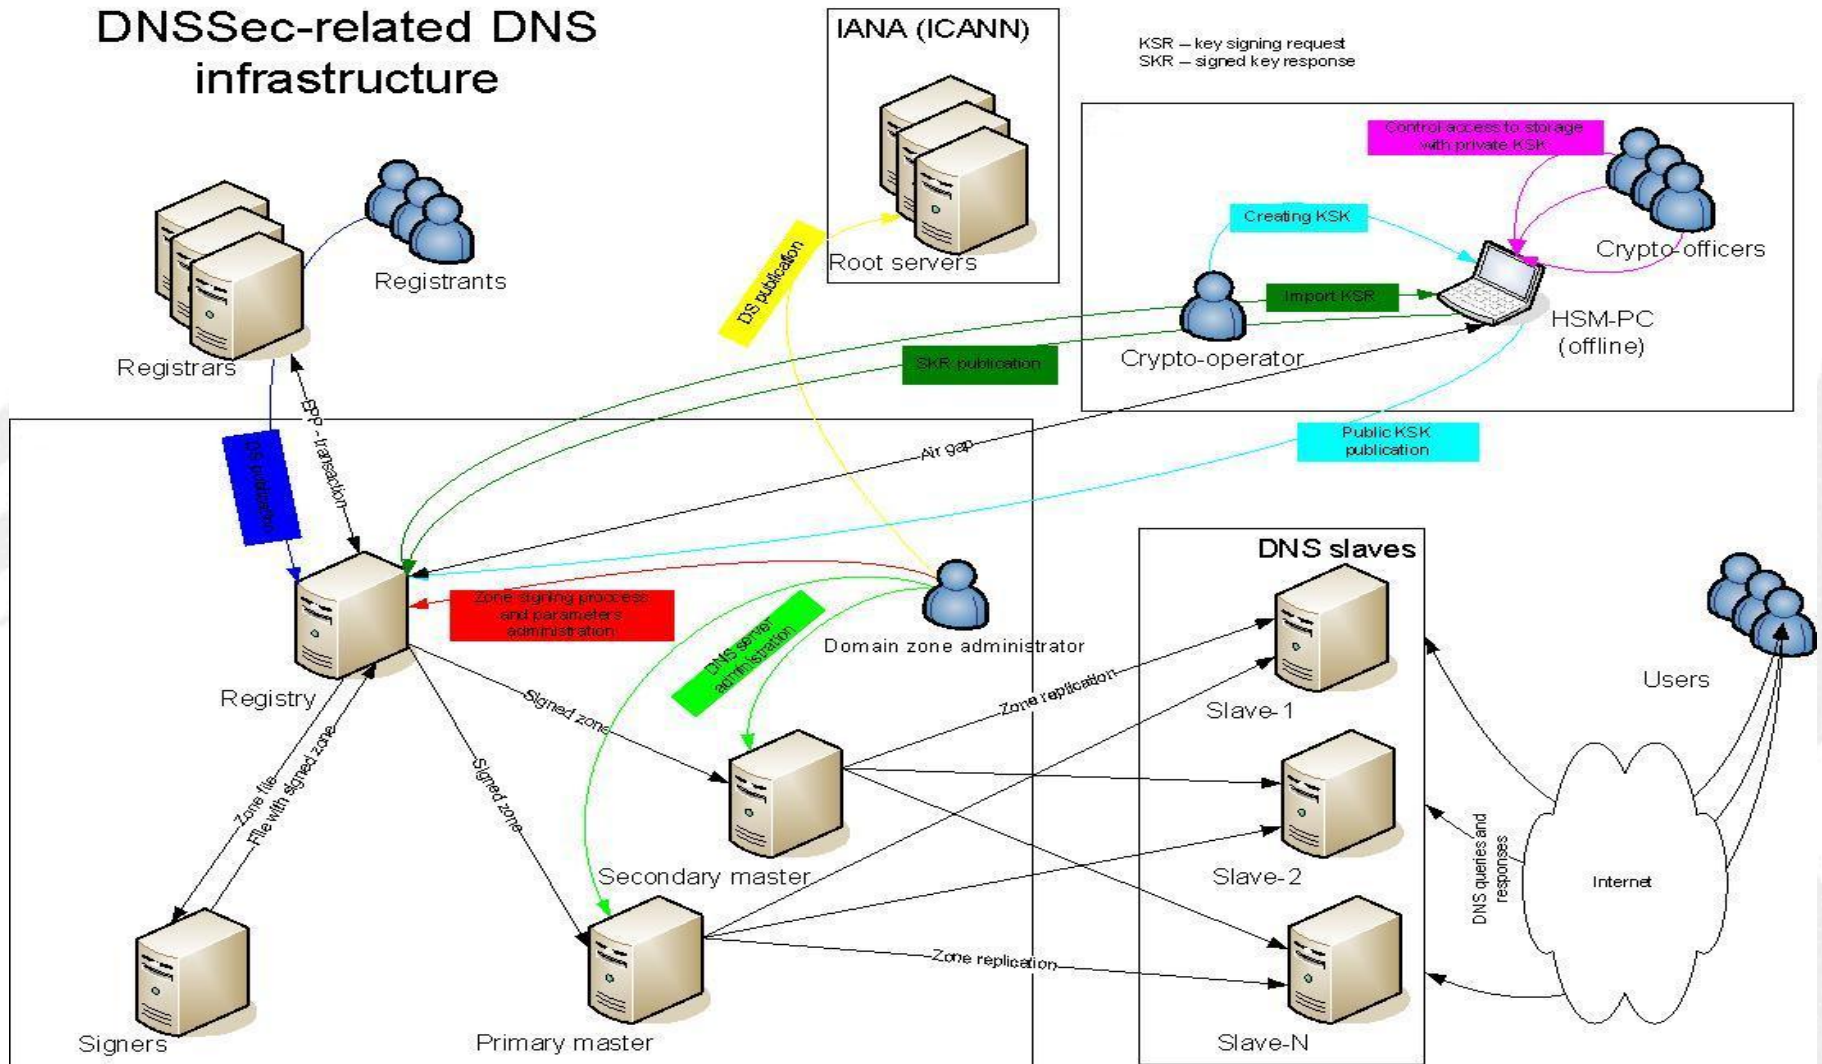 DNSSec-related DNS
infrastructure
IANA (ICANN)
Root servers
KSR – key signing request
SKR – signed key response
Control access to storage
with private KSK
Creating KSK
Crypto-officers
Import KSR
HSM-PC
(offline)
Crypto-operator
SKR publication
Public KSK
publication
Registrants
Registrars
DS publication
EPP - transaction
DS publication
Air gap
Zone signing proccess
and parameters
administration
DNS server
administration
Domain zone administrator
Registry
Signed zone
Signed zone
Zone file
File with signed zone
Secondary master
Primary master
Signers
Zone replication
Zone replication
DNS slaves
Slave-1
Slave-2
Slave-N
DNS queries and
responses
Internet
Users